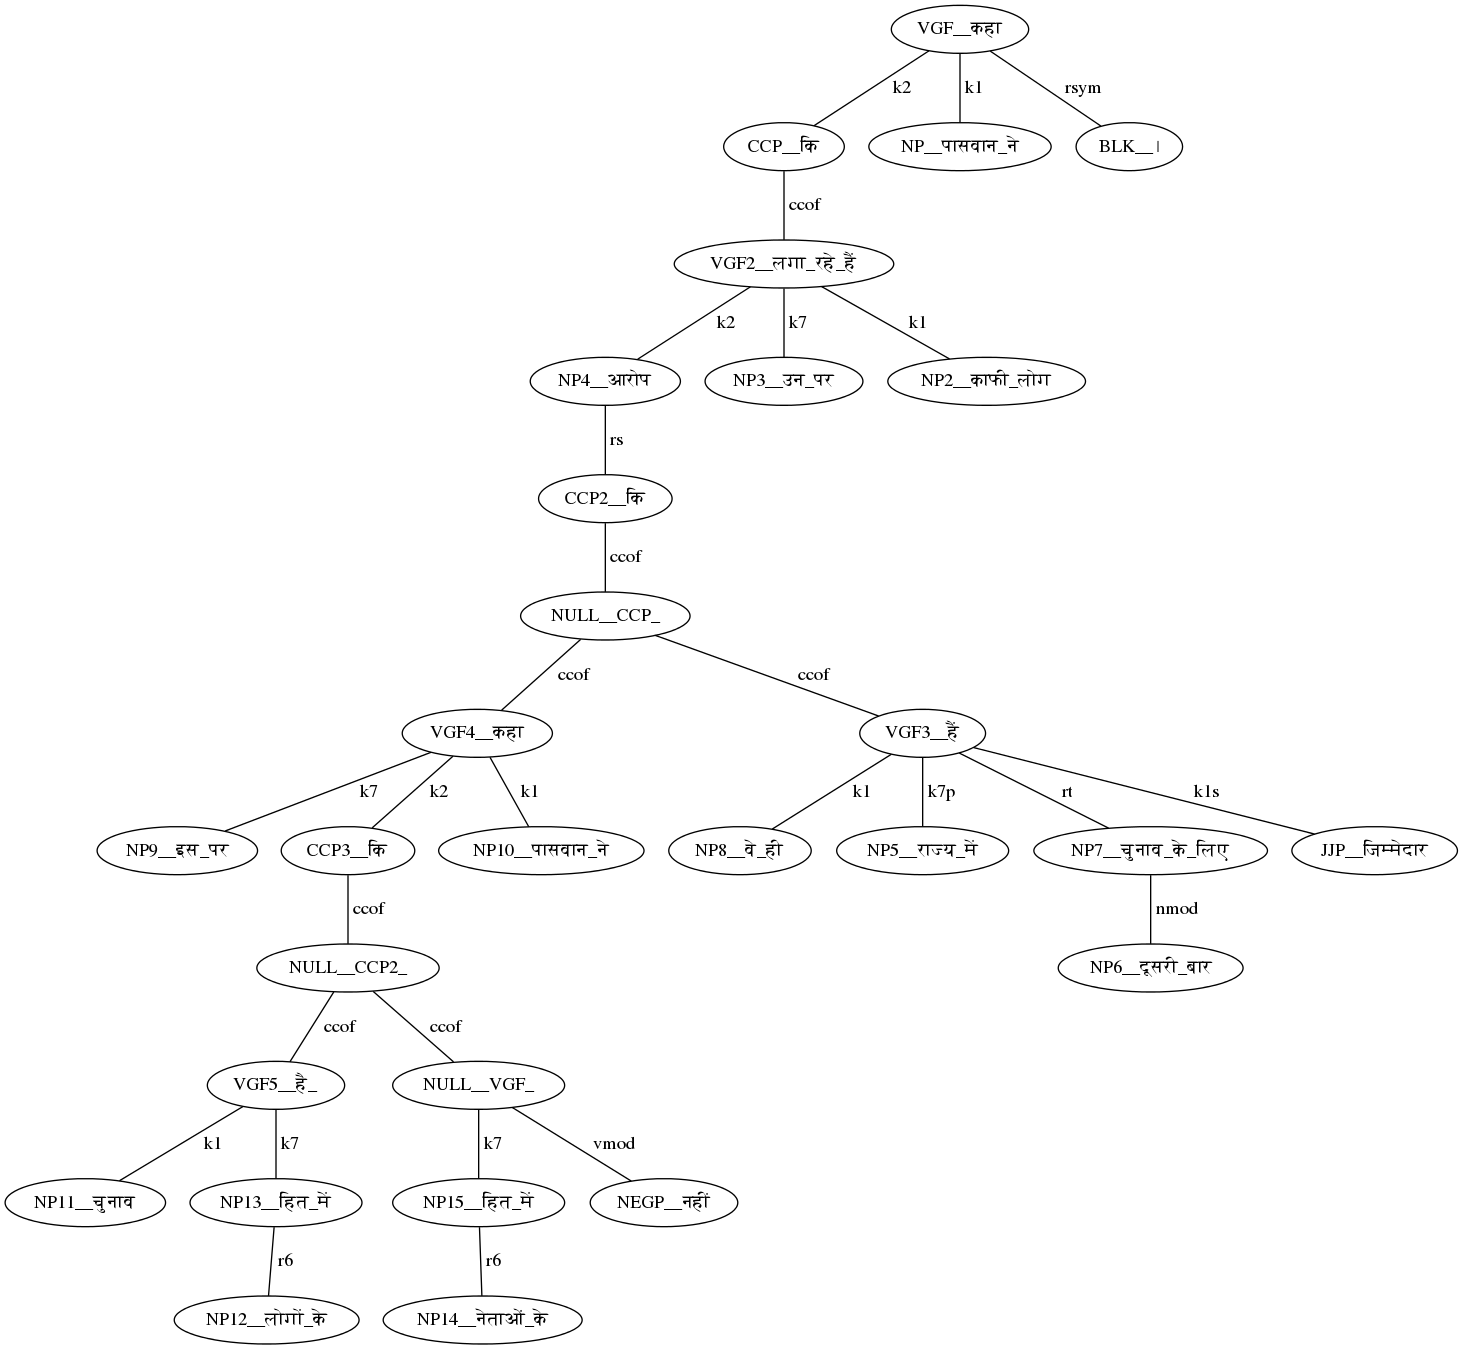 VGF__कहा
k2 k1 rsym
CCP__कि NP__पासवान_ने BLK__।
ccof
VGF2__लगा_रहे_हैं
k2 k7 k1
NP4__आरोप NP3__उन_पर NP2__काफी_लोग
rs
CCP2__कि
ccof
NULL__CCP_
ccof ccof
VGF4__कहा VGF3__हैं
k7 k2 k1 k1 k7p rt k1s
NP9__इस_पर CCP3__कि NP10__पासवान_ने NP8__वे_ही NP5__राज्य_में NP7__चुनाव_के_लिए JJP__जिम्मेदार
ccof nmod
NULL__CCP2_ NP6__दूसरी_बार
ccof ccof
VGF5__है_ NULL__VGF_
k1 k7 k7 vmod
NP11__चुनाव NP13__हित_में NP15__हित_में NEGP__नहीं
r6 r6
NP12__लोगों_के NP14__नेताओं_के